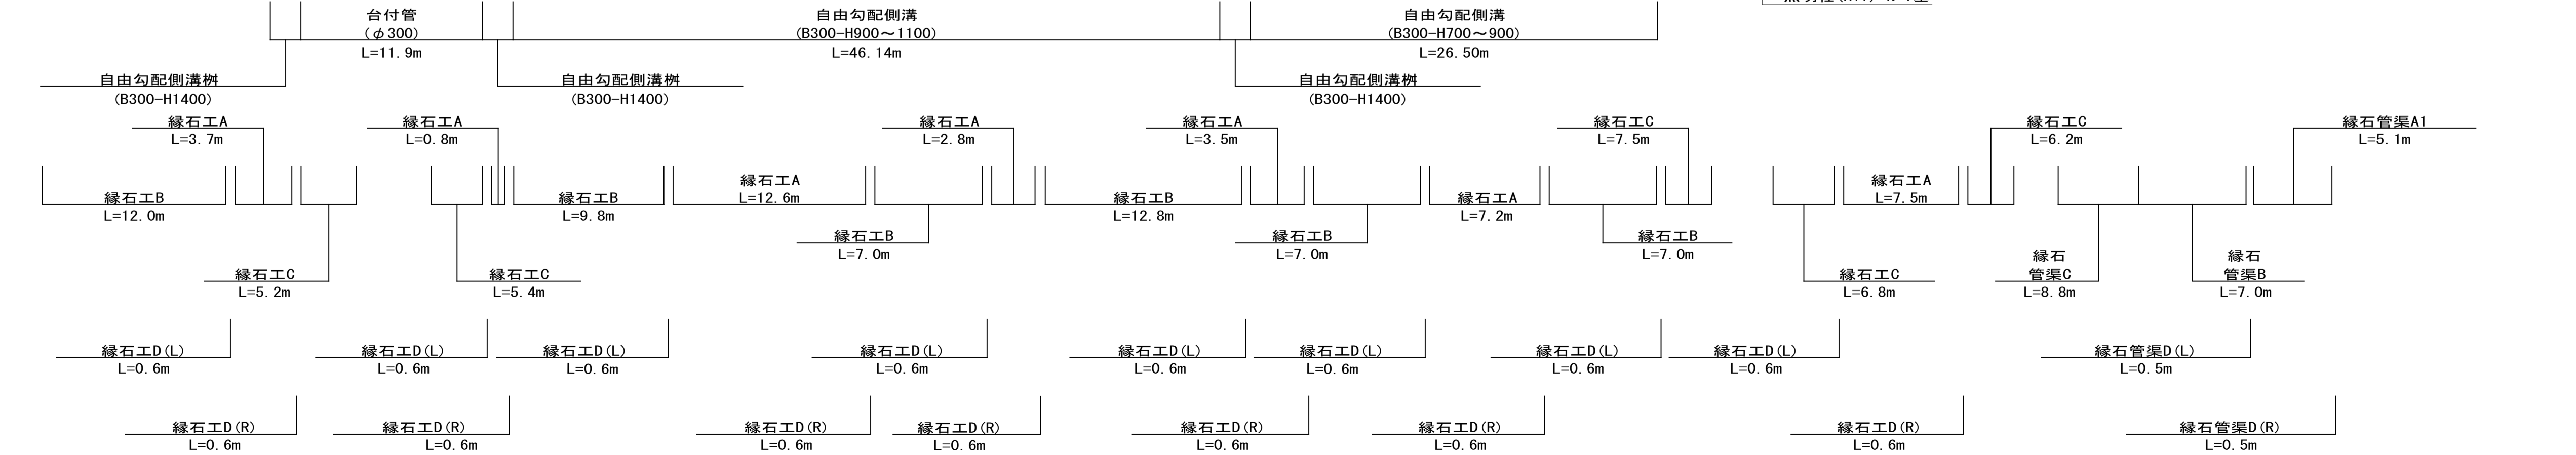 台付管
(φ300)
L=11.9m
自由勾配側溝
(B300-H900～1100)
L=46.14m
自由勾配側溝
(B300-H700～900)
L=26.50m
自由勾配側溝桝
(B300-H1400)
自由勾配側溝桝
(B300-H1400)
自由勾配側溝桝
(B300-H1400)
縁石工A
L=3.7m
縁石工A
L=0.8m
縁石工A
L=2.8m
縁石工A
L=3.5m
縁石工C
L=7.5m
縁石工C
L=6.2m
縁石管渠A1
L=5.1m
縁石工B
L=12.0m
縁石工B
L=9.8m
縁石工A
L=12.6m
縁石工B
L=12.8m
縁石工A
L=7.2m
縁石工A
L=7.5m
縁石工B
L=7.0m
縁石工B
L=7.0m
縁石工B
L=7.0m
縁石工C
L=5.2m
縁石工C
L=5.4m
縁石工C
L=6.8m
縁石
管渠C
L=8.8m
縁石
管渠B
L=7.0m
縁石工D(L)
L=0.6m
縁石工D(L)
L=0.6m
縁石工D(L)
L=0.6m
縁石工D(L)
L=0.6m
縁石工D(L)
L=0.6m
縁石工D(L)
L=0.6m
縁石工D(L)
L=0.6m
縁石工D(L)
L=0.6m
縁石管渠D(L)
L=0.5m
縁石工D(R)
L=0.6m
縁石工D(R)
L=0.6m
縁石工D(R)
L=0.6m
縁石工D(R)
L=0.6m
縁石工D(R)
L=0.6m
縁石工D(R)
L=0.6m
縁石工D(R)
L=0.6m
縁石管渠D(R)
L=0.5m